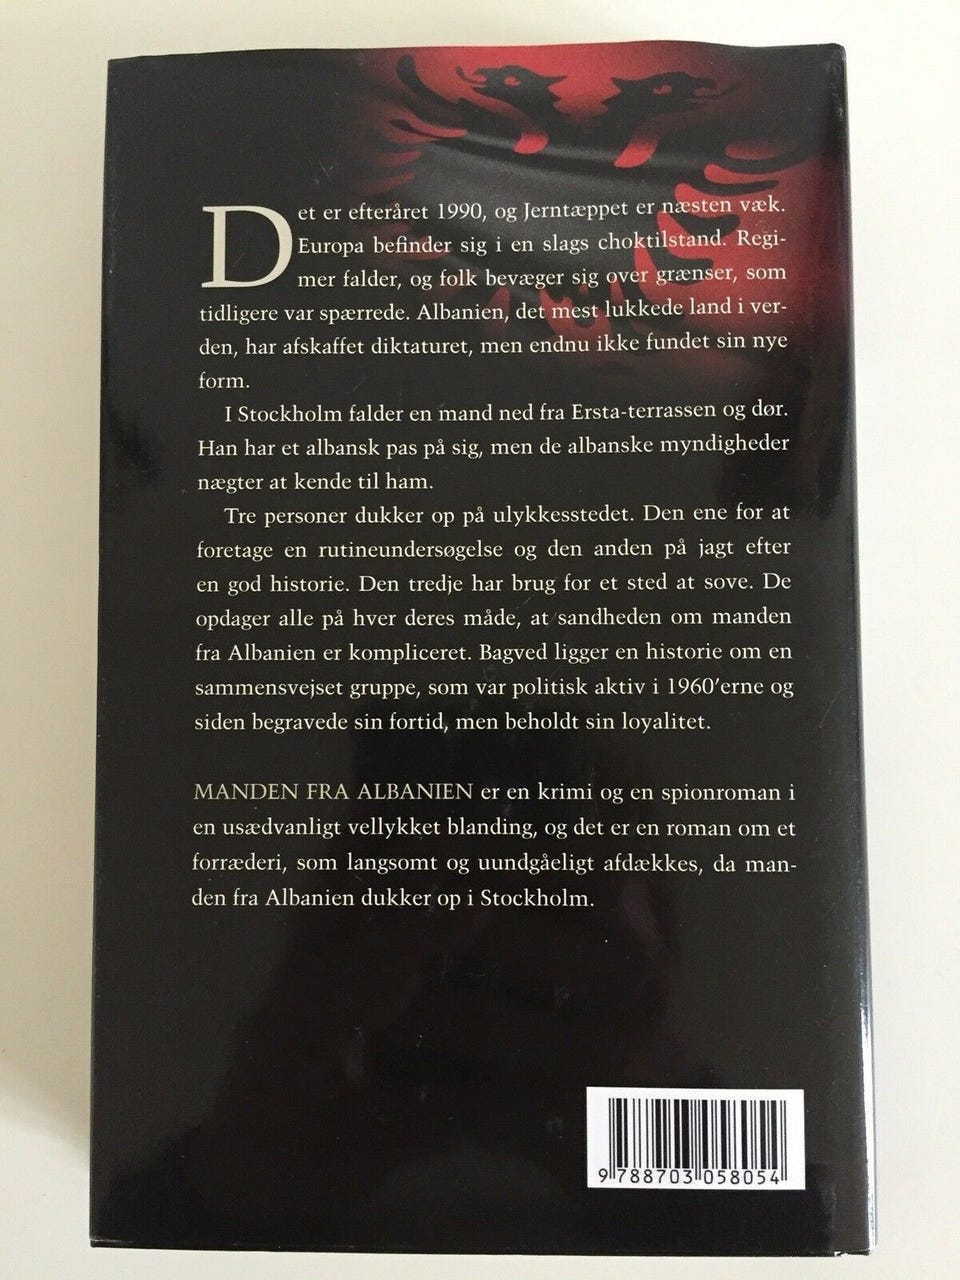 Det er efteråret 1990, og Jerntæppet er næsten væk.
Europa befinder sig i en slags choktilstand. Regi-
mer falder, og folk bevæger sig over grænser, som
tidligere var spærrede. Albanien, det mest lukkede land i ver-
den, har afskaffet diktaturet, men endnu ikke fundet sin nye
form.
I Stockholm falder en mand ned fra Ersta-terrassen og dør.
Han har et albansk pas på sig, men de albanske myndigheder
nægter at kende til ham.
Tre personer dukker op på ulykkesstedet. Den ene for at
foretage en rutineundersøgelse og den anden på jagt efter
en god historie. Den tredje har brug for et sted at sove. De
opdager alle på hver deres måde, at sandheden om manden
fra Albanien er kompliceret. Bagved ligger en historie om en
sammensvejset gruppe, som var politisk aktiv i 1960'erne og
siden begravede sin fortid, men beholdt sin loyalitet.
MANDEN FRA ALBANIEN er en krimi og en spionroman i
en usædvanligt vellykket blanding, og det er en roman om et
forræderi, som langsomt og uundgåeligt afdækkes, da man-
den fra Albanien dukker op i Stockholm.
9 788703 058054